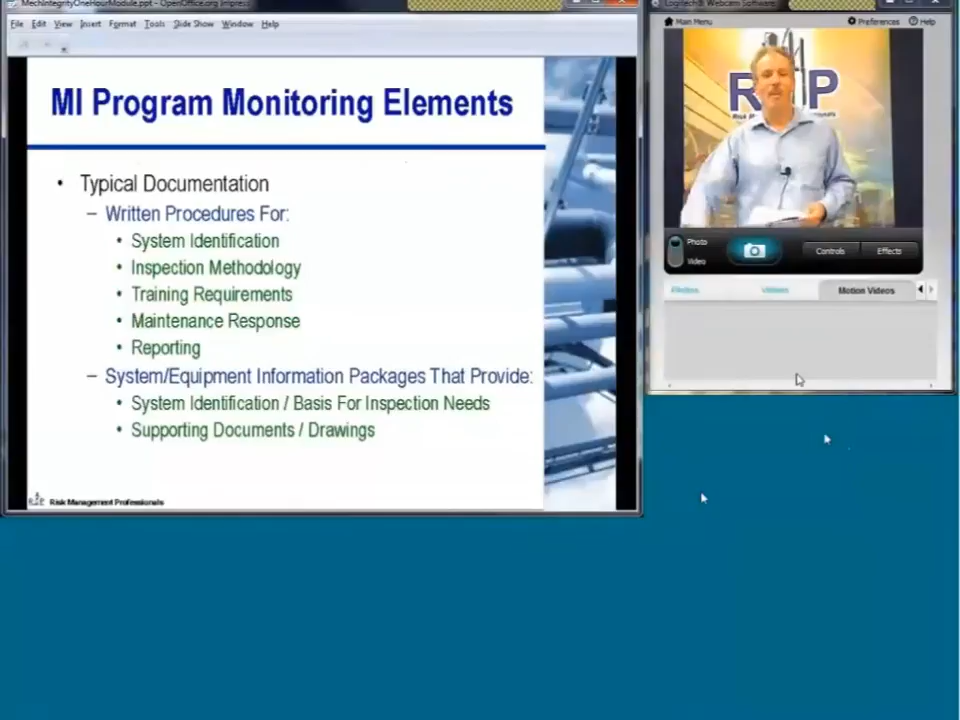 MechIntegrityOneHourModule.ppt - OpenOffice.org Impress
File Edit View Insert Format Tools Slide Show Window Help
MI Program Monitoring Elements
• Typical Documentation
– Written Procedures For:
• System Identification
• Inspection Methodology
• Training Requirements
• Maintenance Response
• Reporting
– System/Equipment Information Packages That Provide:
• System Identification / Basis For Inspection Needs
• Supporting Documents / Drawings
Risk Management Professionals
Logitech® Webcam Software
Main Menu
Preferences
Help
R P
Photo
Video
Controls
Effects
Motion Videos